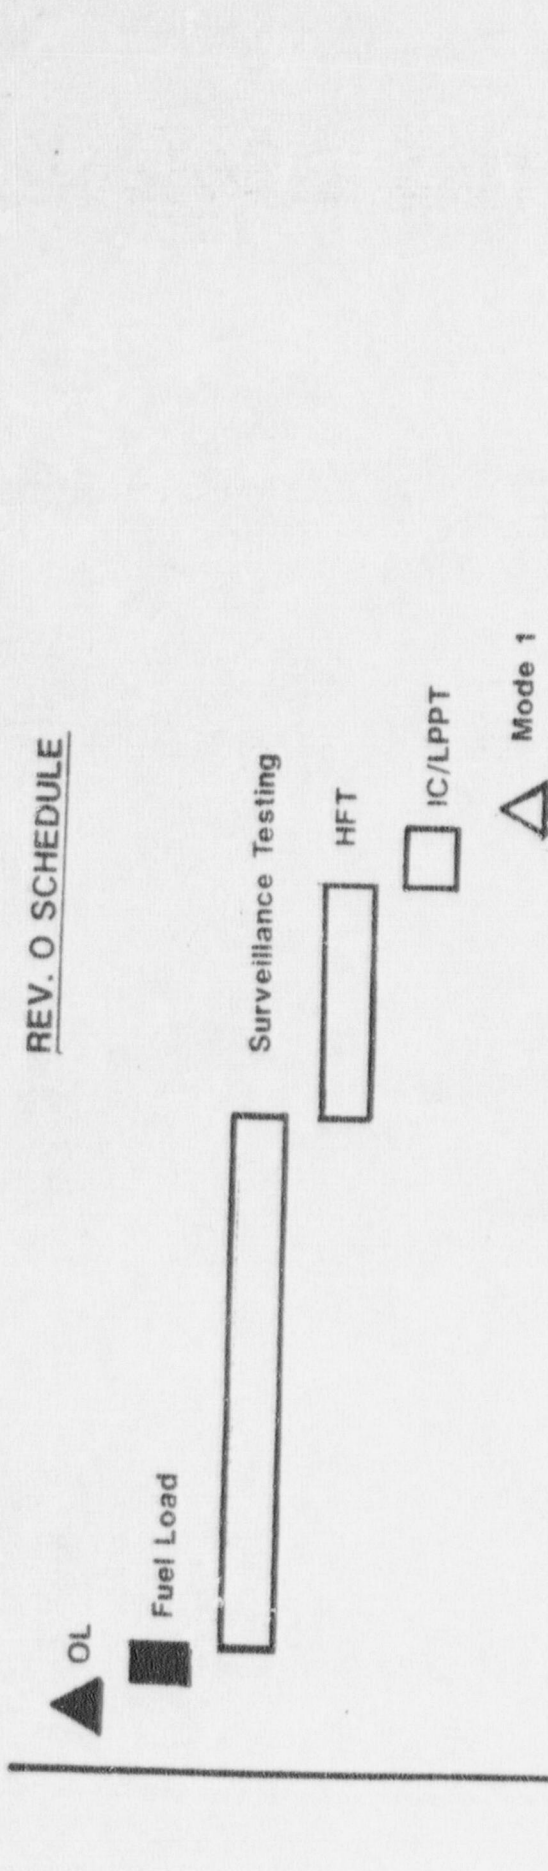 REV. O SCHEDULE
OL
Fuel Load
Surveillance Testing
HFT
IC/LPPT
Mode 1